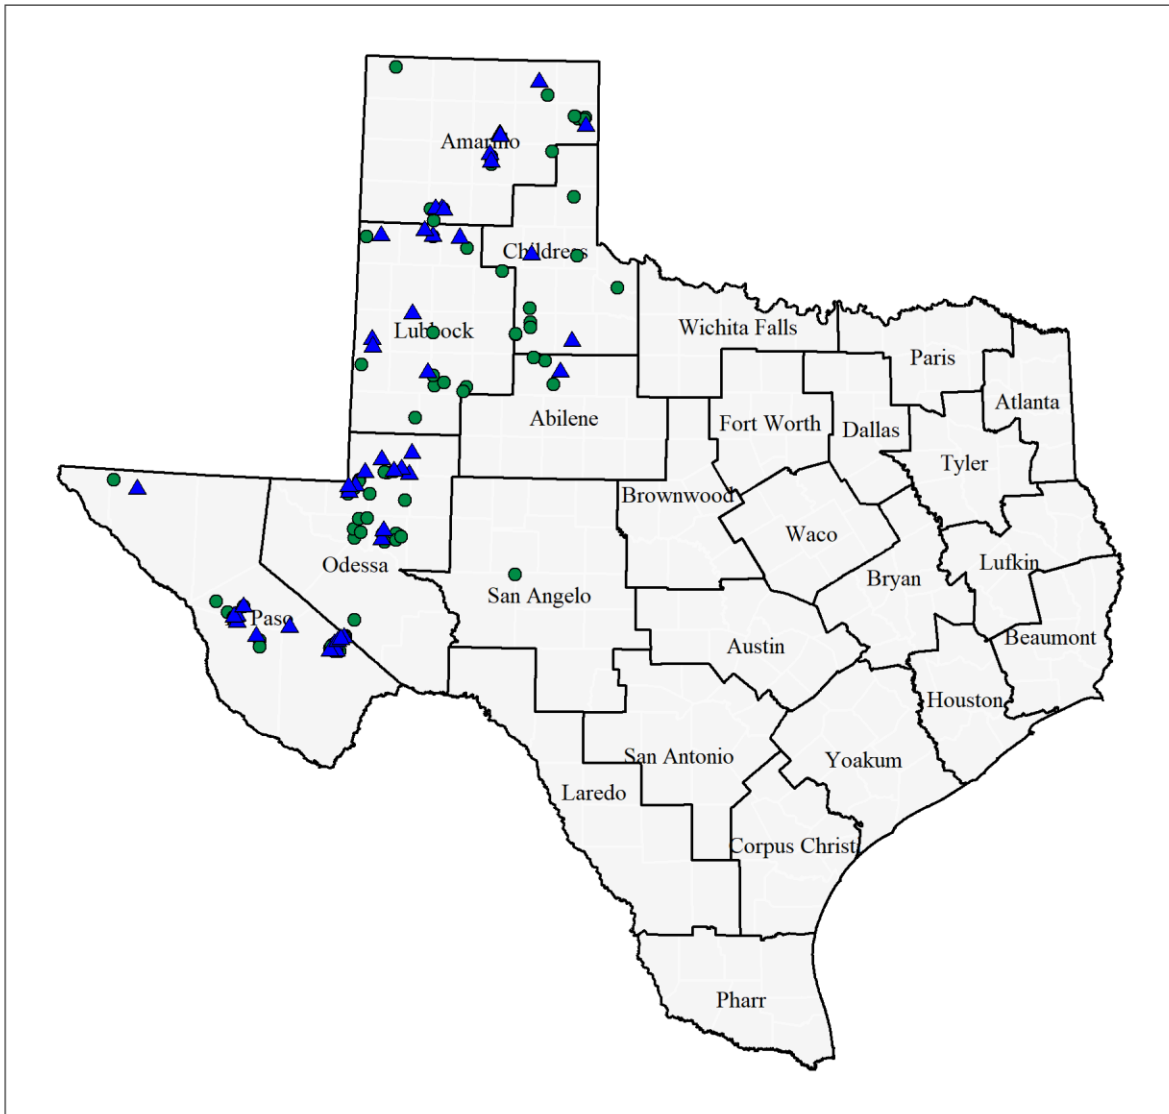 Amarillo
Childress
Lubbock
Wichita Falls
Paris
Atlanta
Abilene
Fort Worth
Dallas
Tyler
Brownwood
Waco
Odessa
Lufkin
Bryan
San Angelo
Paso
Beaumont
Austin
Houston
San Antonio
Yoakum
Laredo
Corpus Christi
Pharr